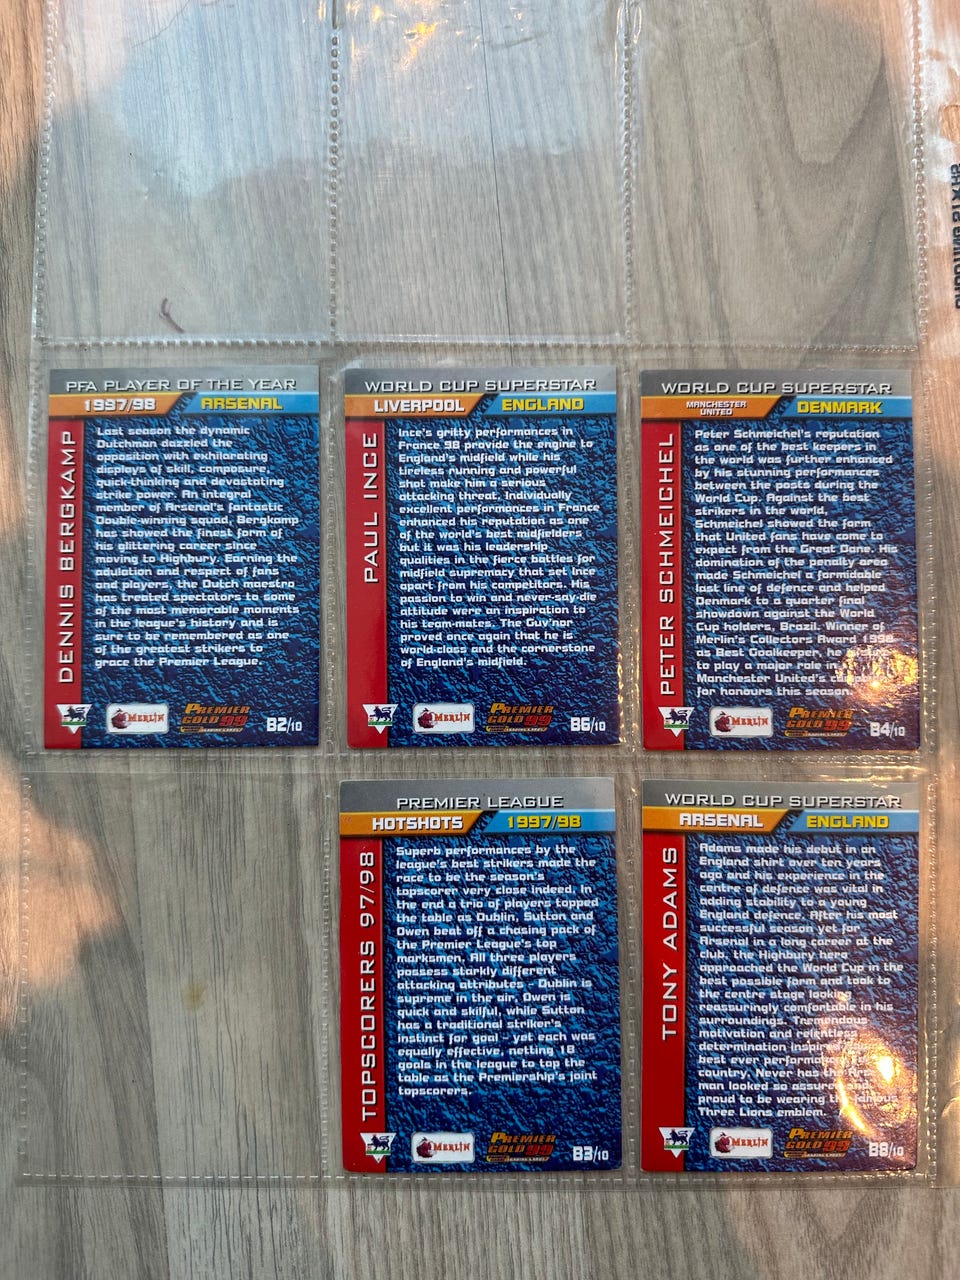 PFA PLAYER OF THE YEAR
1997/98
ARSENAL
DENNIS BERGKAMP
Last season the dynamic
Dutchman dazzled the
opposition with exhilarating
displays of skill, composure,
quick-thinking and devastating
strike power. An integral
member of Arsenal's fantastic
Double-winning squad, Bergkamp
has showed the finest form of
his glittering career since
moving to Highbury. Earning the
adulation and respect of fans
and players, the Dutch maestro
has treated spectators to some
of the most memorable moments
in the league's history and is
sure to be remembered as one
of the greatest strikers to
grace the Premier League.
MERLIN
PREMIER
GOLD 99
B2/10
WORLD CUP SUPERSTAR
LIVERPOOL
ENGLAND
PAUL INCE
Ince's gritty performances in
France 98 provide the engine to
England's midfield while his
tireless running and powerful
shot make him a serious
attacking threat. Individually
excellent performances in France
enhanced his reputation as one
of the world's best midfielders
but it was his leadership
qualities in the fierce battles for
midfield supremacy that set Ince
apart from his competitors. His
passion to win and never-say-die
attitude were an inspiration to
his team-mates. The Guv'nor
proved once again that he is
world-class and the cornerstone
of England's midfield.
MERLIN
PREMIER
GOLD 99
B6/10
WORLD CUP SUPERSTAR
MANCHESTER
UNITED
DENMARK
PETER SCHMEICHEL
Peter Schmeichel's reputation
as one of the best keepers in
the world was further enhanced
by his stunning performances
between the posts during the
World Cup. Against the best
strikers in the world,
Schmeichel showed the form
that United fans have come to
expect from the Great Dane. His
domination of the penalty area
made Schmeichel a formidable
last line of defence and helped
Denmark to a quarter final
showdown against the World
Cup holders, Brazil. Winner of
Merlin's Collectors Award 1998
as Best Goalkeeper, he is sure
to play a major role in
Manchester United's
for honours this season.
MERLIN
PREMIER
GOLD 99
B4/10
PREMIER LEAGUE
HOTSHOTS
1997/98
TOPSCORERS 97/98
Superb performances by the
league's best strikers made the
race to be the season's
topscorer very close indeed. In
the end a trio of players topped
the table as Dublin, Sutton and
Owen beat off a chasing pack of
the Premier League's top
marksmen. All three players
possess starkly different
attacking attributes - Dublin is
supreme in the air, Owen is
quick and skilful, while Sutton
has a traditional striker's
instinct for goal - yet each was
equally effective, netting 18
goals in the league to top the
table as the Premiership's joint
topscorers.
MERLIN
PREMIER
GOLD 99
B3/10
WORLD CUP SUPERSTAR
ARSENAL
ENGLAND
TONY ADAMS
Adams made his debut in an
England shirt over ten years
ago and his experience in the
centre of defence was vital in
adding stability to a young
England defence. After his most
successful season yet for
Arsenal in a long career at the
club, the Highbury hero
approached the World Cup in the
best possible form and took to
the centre stage looking
reassuringly comfortable in his
surroundings. Tremendous
motivation and relentless
determination inspired
best ever performance
country. Never has the
man looked so assured and
proud to be wearing the famous
Three Lions emblem.
MERLIN
PREMIER
GOLD 99
B8/10